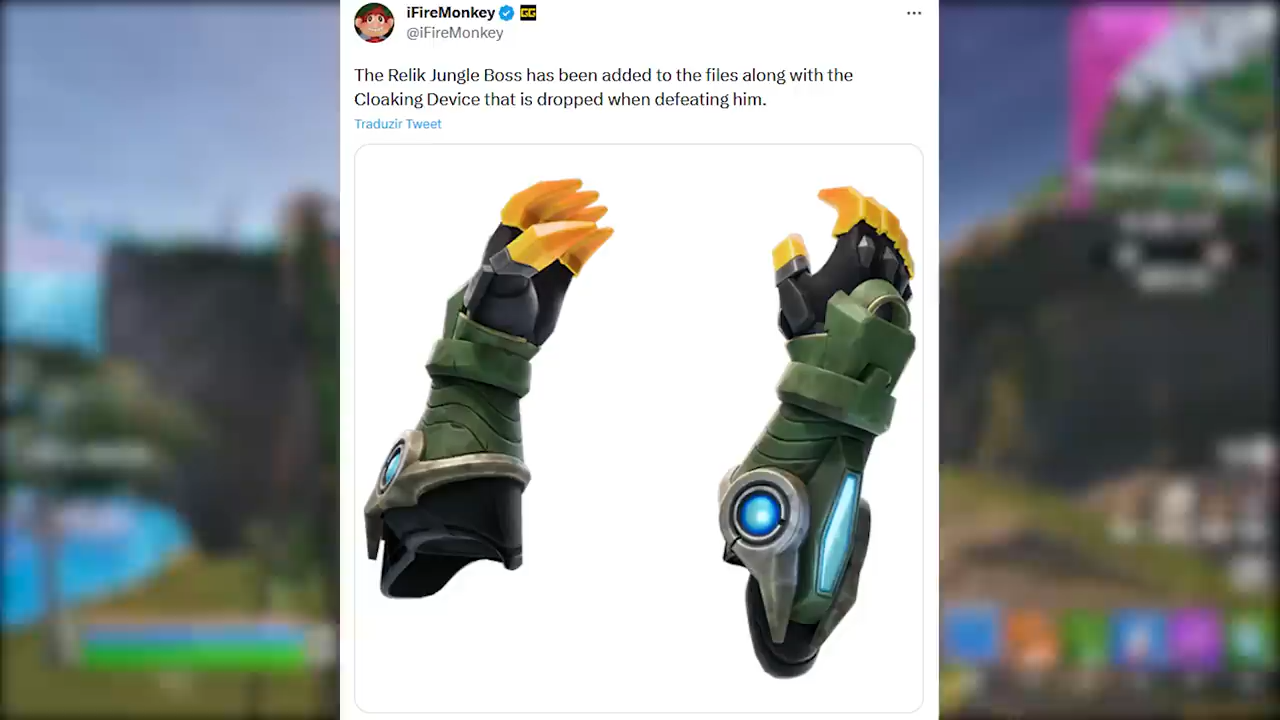 iFireMonkey GG
@iFireMonkey
The Relik Jungle Boss has been added to the files along with the
Cloaking Device that is dropped when defeating him.
Traduzir Tweet